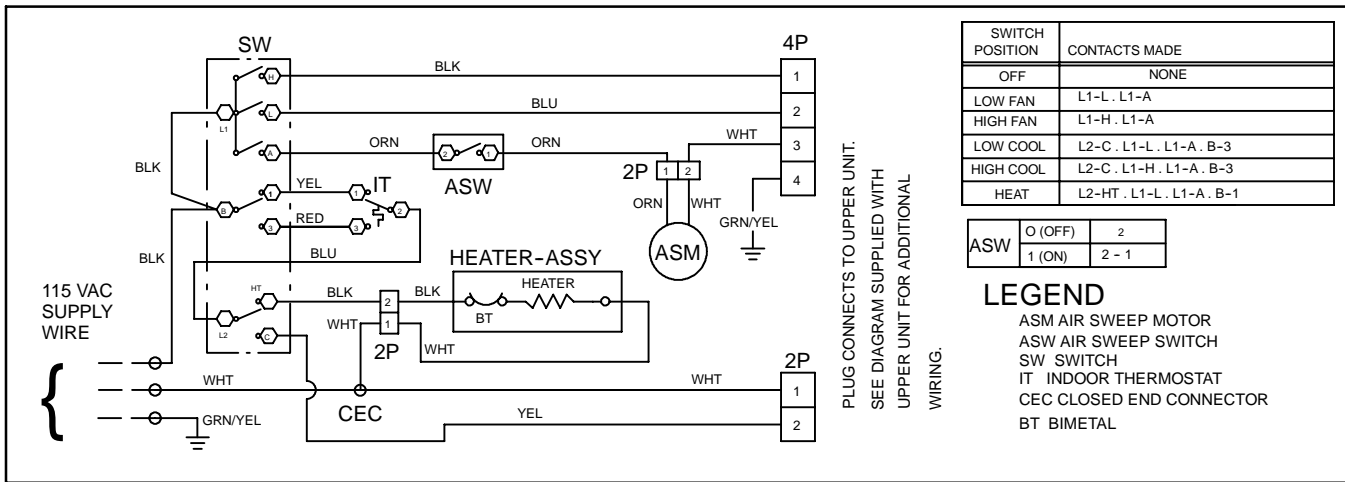 SW
4P
H
BLK
1
L1
L
BLU
2
A
ORN
2
1
ORN
ASW
WHT
3
4
2P
1
2
ORN
WHT
GRN/YEL
ASM
BLK
B
1
YEL
1
IT
2
3
RED
3
BLU
BLK
115 VAC
SUPPLY
WIRE
{
HT
L2
C
BLK
2
BLK
WHT
1
2P
WHT
HEATER-ASSY
HEATER
BT
WHT
CEC
WHT
2P
1
YEL
2
GRN/YEL
PLUG CONNECTS TO UPPER UNIT.
SEE DIAGRAM SUPPLIED WITH
UPPER UNIT FOR ADDITIONAL
WIRING.
SWITCH
POSITION CONTACTS MADE
OFF NONE
LOW FAN L1-L . L1-A
HIGH FAN L1-H . L1-A
LOW COOL L2-C . L1-L . L1-A . B-3
HIGH COOL L2-C . L1-H . L1-A . B-3
HEAT L2-HT . L1-L . L1-A . B-1
ASW
O (OFF) 2
1 (ON) 2 - 1
LEGEND
ASM AIR SWEEP MOTOR
ASW AIR SWEEP SWITCH
SW SWITCH
IT INDOOR THERMOSTAT
CEC CLOSED END CONNECTOR
BT BIMETAL